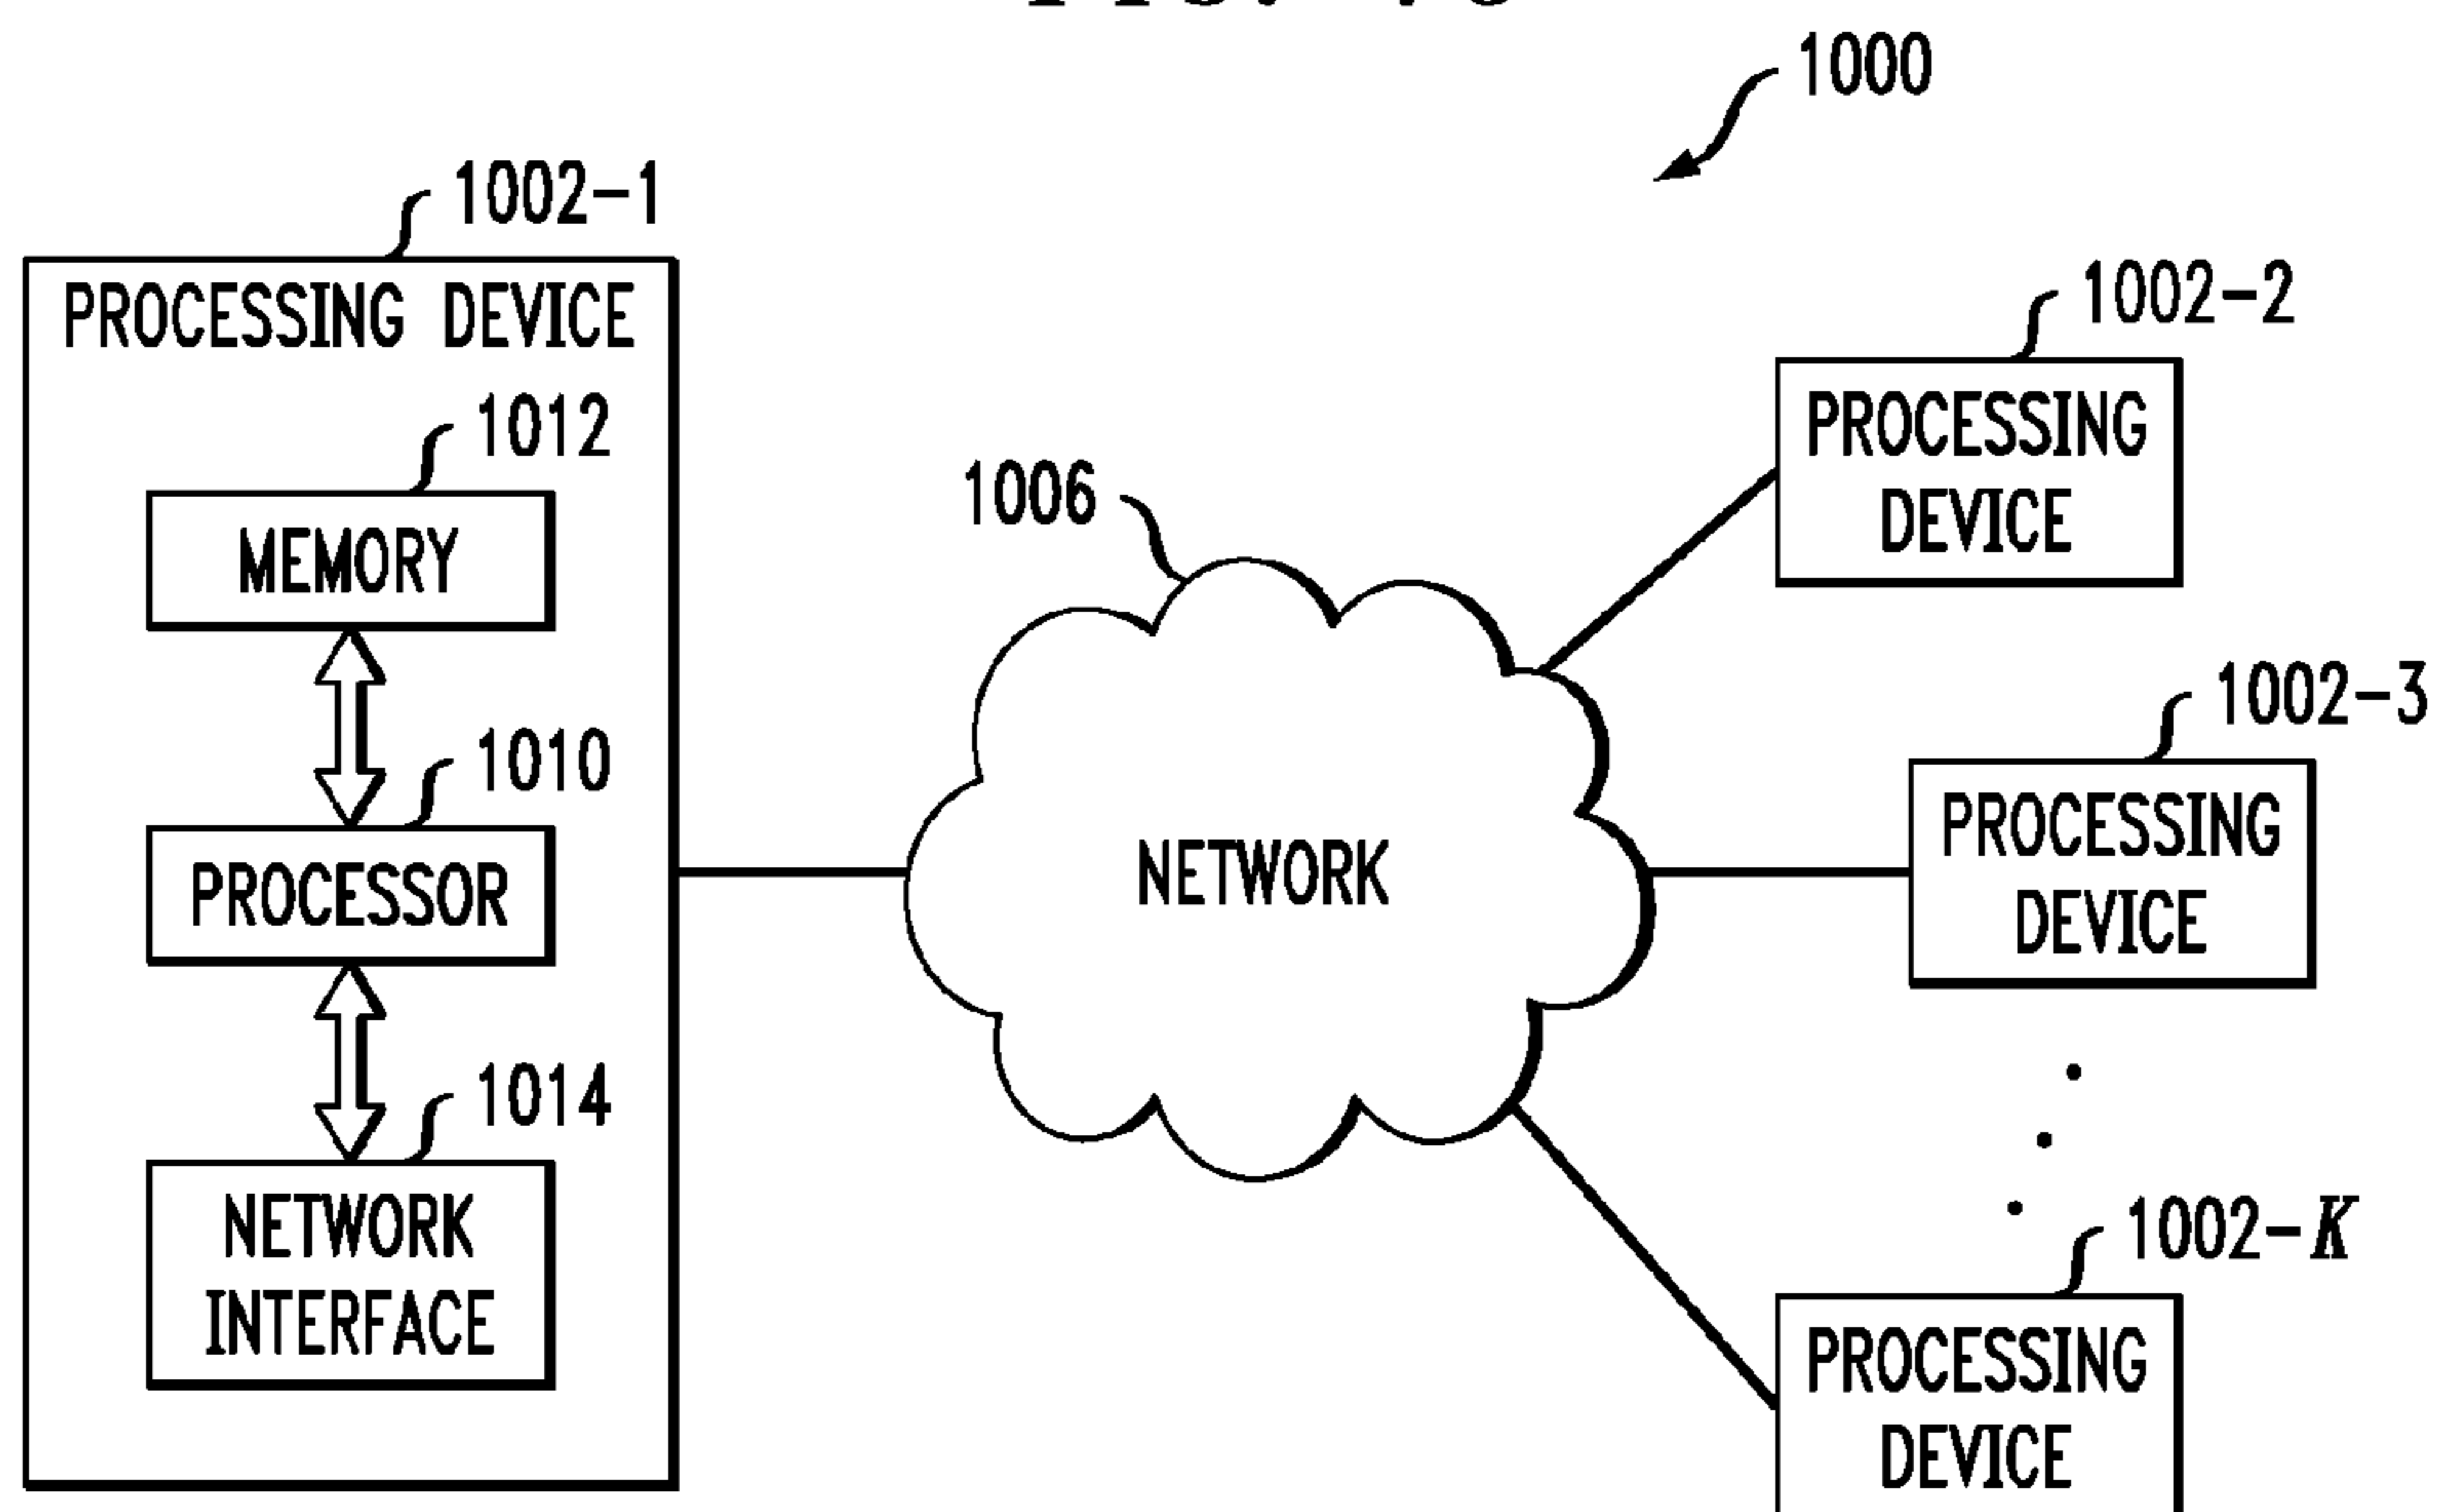 1000
1002-1
PROCESSING DEVICE
1012
MEMORY
1010
PROCESSOR
1014
NETWORK
INTERFACE
1006
NETWORK
1002-2
PROCESSING
DEVICE
1002-3
PROCESSING
DEVICE
1002-K
PROCESSING
DEVICE